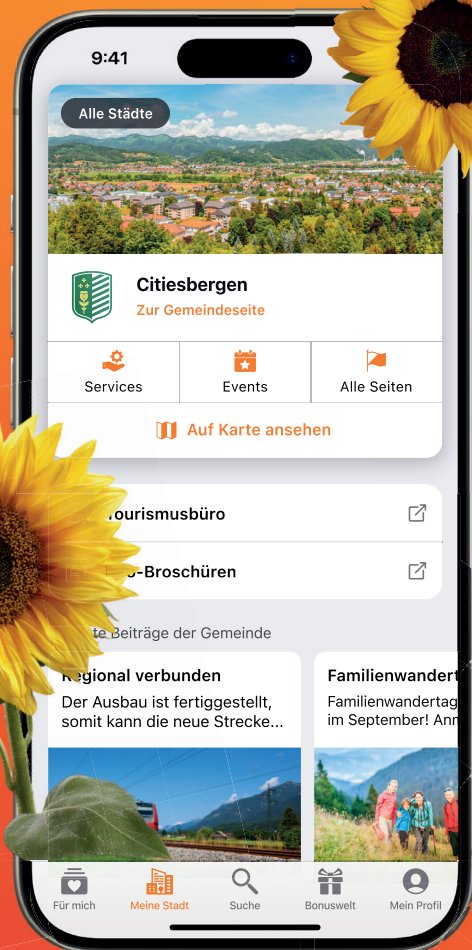 9:41
Alle Städte
Citiesbergen
Zur Gemeindeseite
Services
Events
Alle Seiten
Auf Karte ansehen
ourismusbüro
-Broschüren
te Beiträge der Gemeinde
egional verbunden
Der Ausbau ist fertiggestellt,
somit kann die neue Strecke...
Familienwandert
Familienwandertag
im September! Anm
Für mich
Meine Stadt
Suche
Bonuswelt
Mein Profil